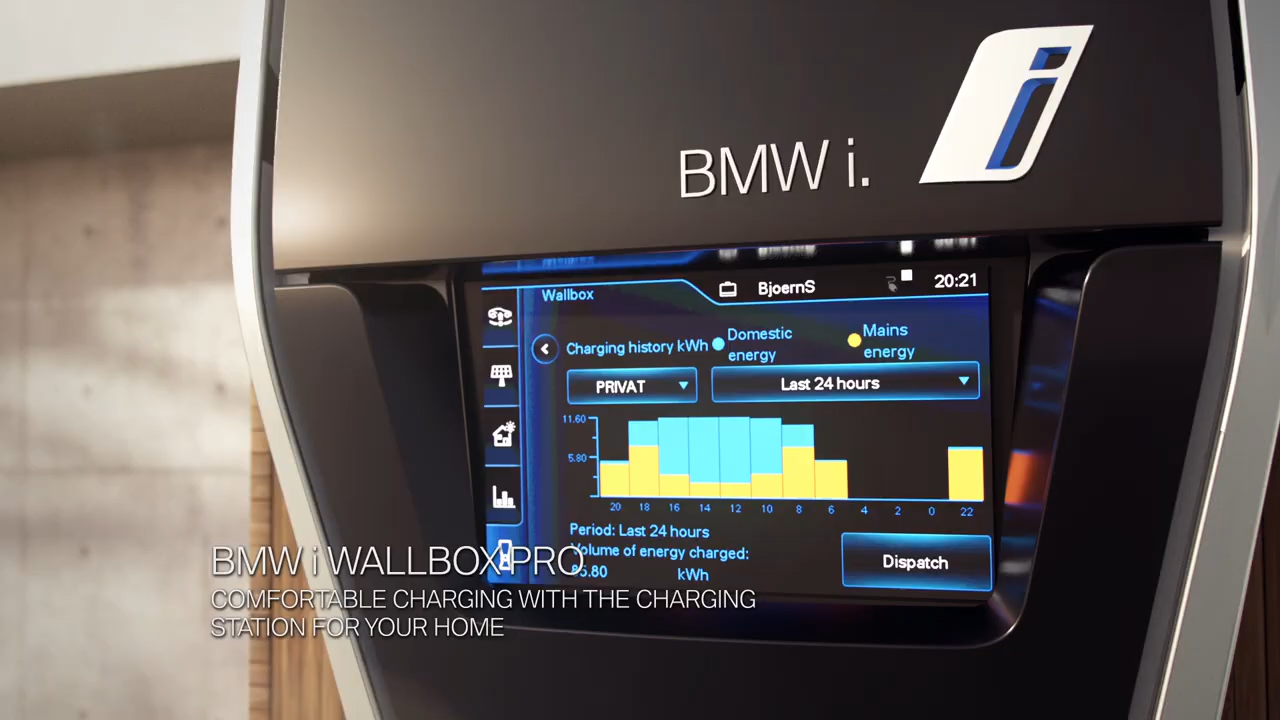 i
BMW i.
Wallbox
BjoernS
20:21
Charging history kWh
Domestic
energy
Mains
energy
PRIVAT
Last 24 hours
11.60
5.80
20 18 16 14 12 10 8 6 4 2 0 22
Period: Last 24 hours
Volume of energy charged:
kWh
Dispatch
BMW i WALLBOX PRO
COMFORTABLE CHARGING WITH THE CHARGING
STATION FOR YOUR HOME